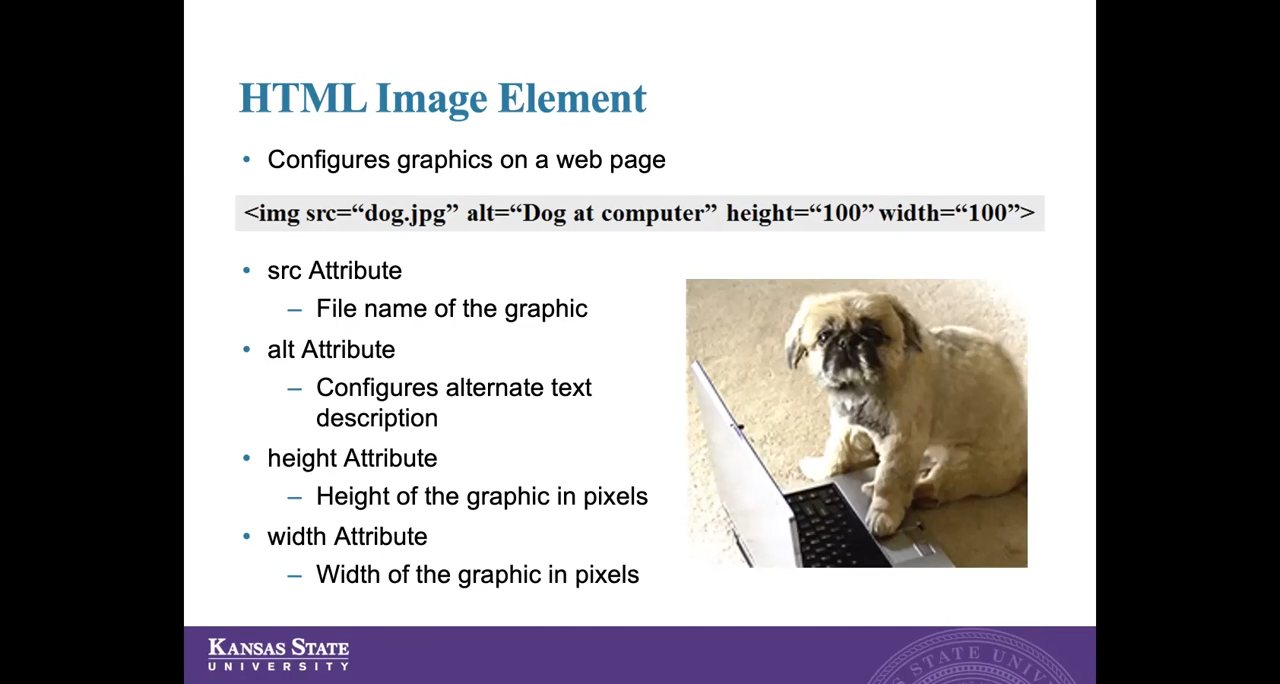 HTML Image Element
• Configures graphics on a web page
<img src=“dog.jpg” alt=“Dog at computer” height=“100” width=“100”>
• src Attribute
– File name of the graphic
• alt Attribute
– Configures alternate text
description
• height Attribute
– Height of the graphic in pixels
• width Attribute
– Width of the graphic in pixels
KANSAS STATE
UNIVERSITY
STATE UNIV